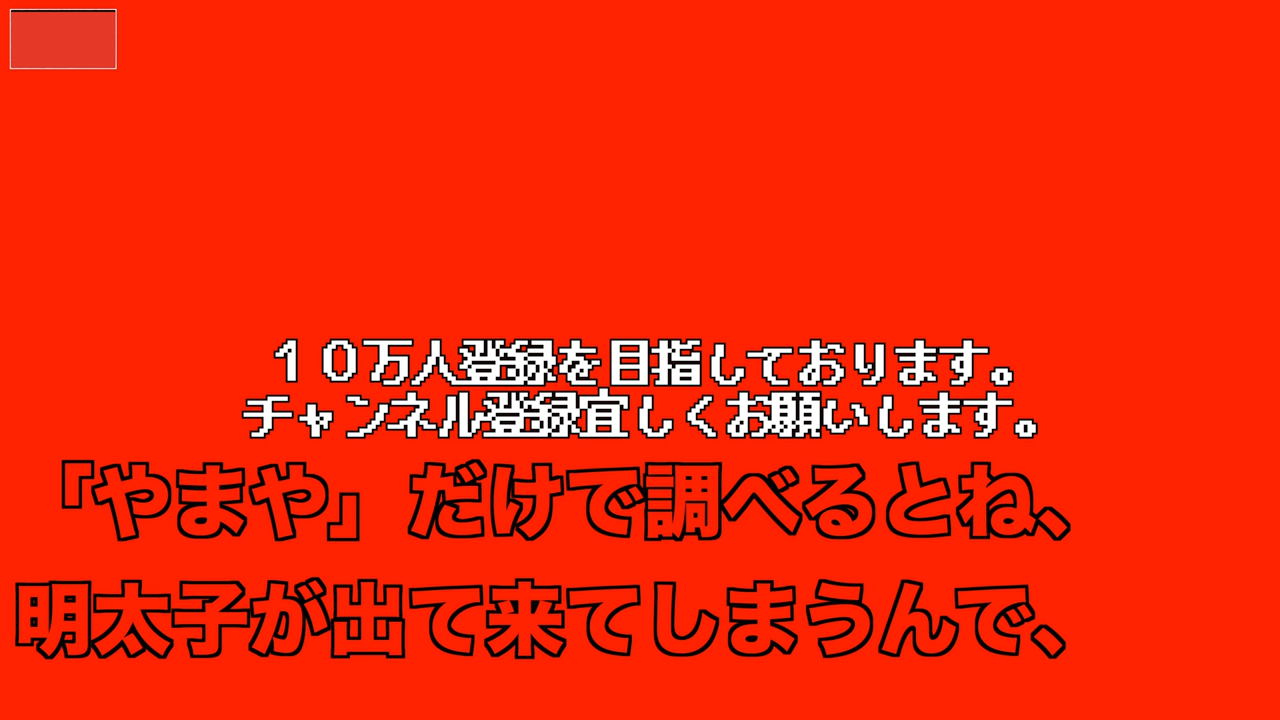 １０万人登録を目指しております。
チャンネル登録宜しくお願いします。
「やまや」だけで調べるとね、
明太子が出て来てしまうんで、